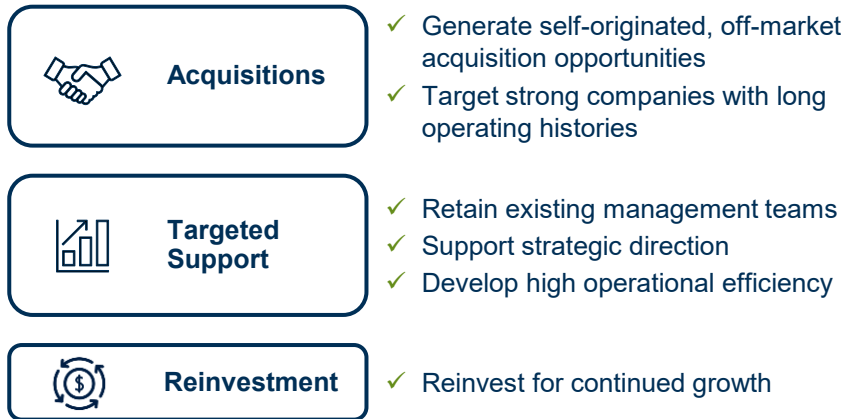 Acquisitions
✓ Generate self-originated, off-market
acquisition opportunities
✓ Target strong companies with long
operating histories
Targeted
Support
✓ Retain existing management teams
✓ Support strategic direction
✓ Develop high operational efficiency
$
Reinvestment
✓ Reinvest for continued growth